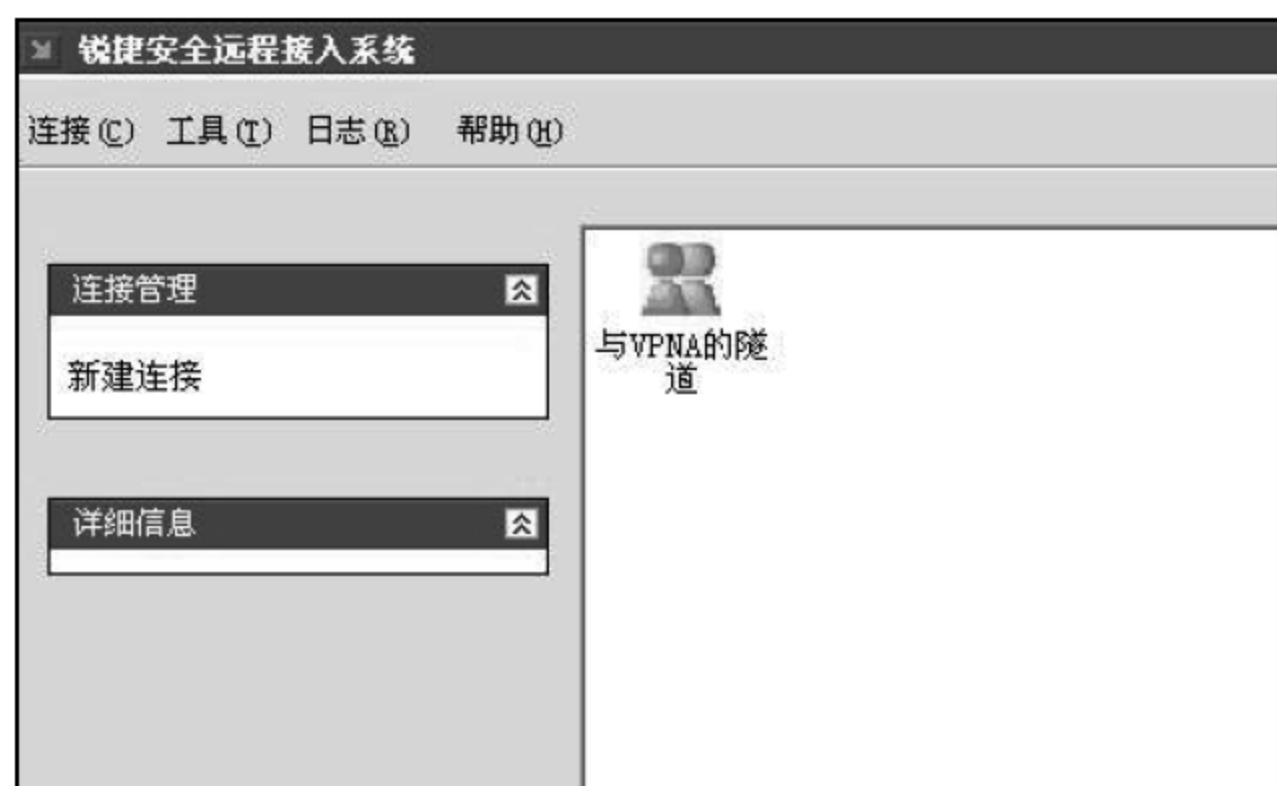 锐捷安全远程接入系统
连接(C) 工具(T) 日志(R) 帮助(H)
连接管理
新建连接
详细信息
与VPNA的隧
道